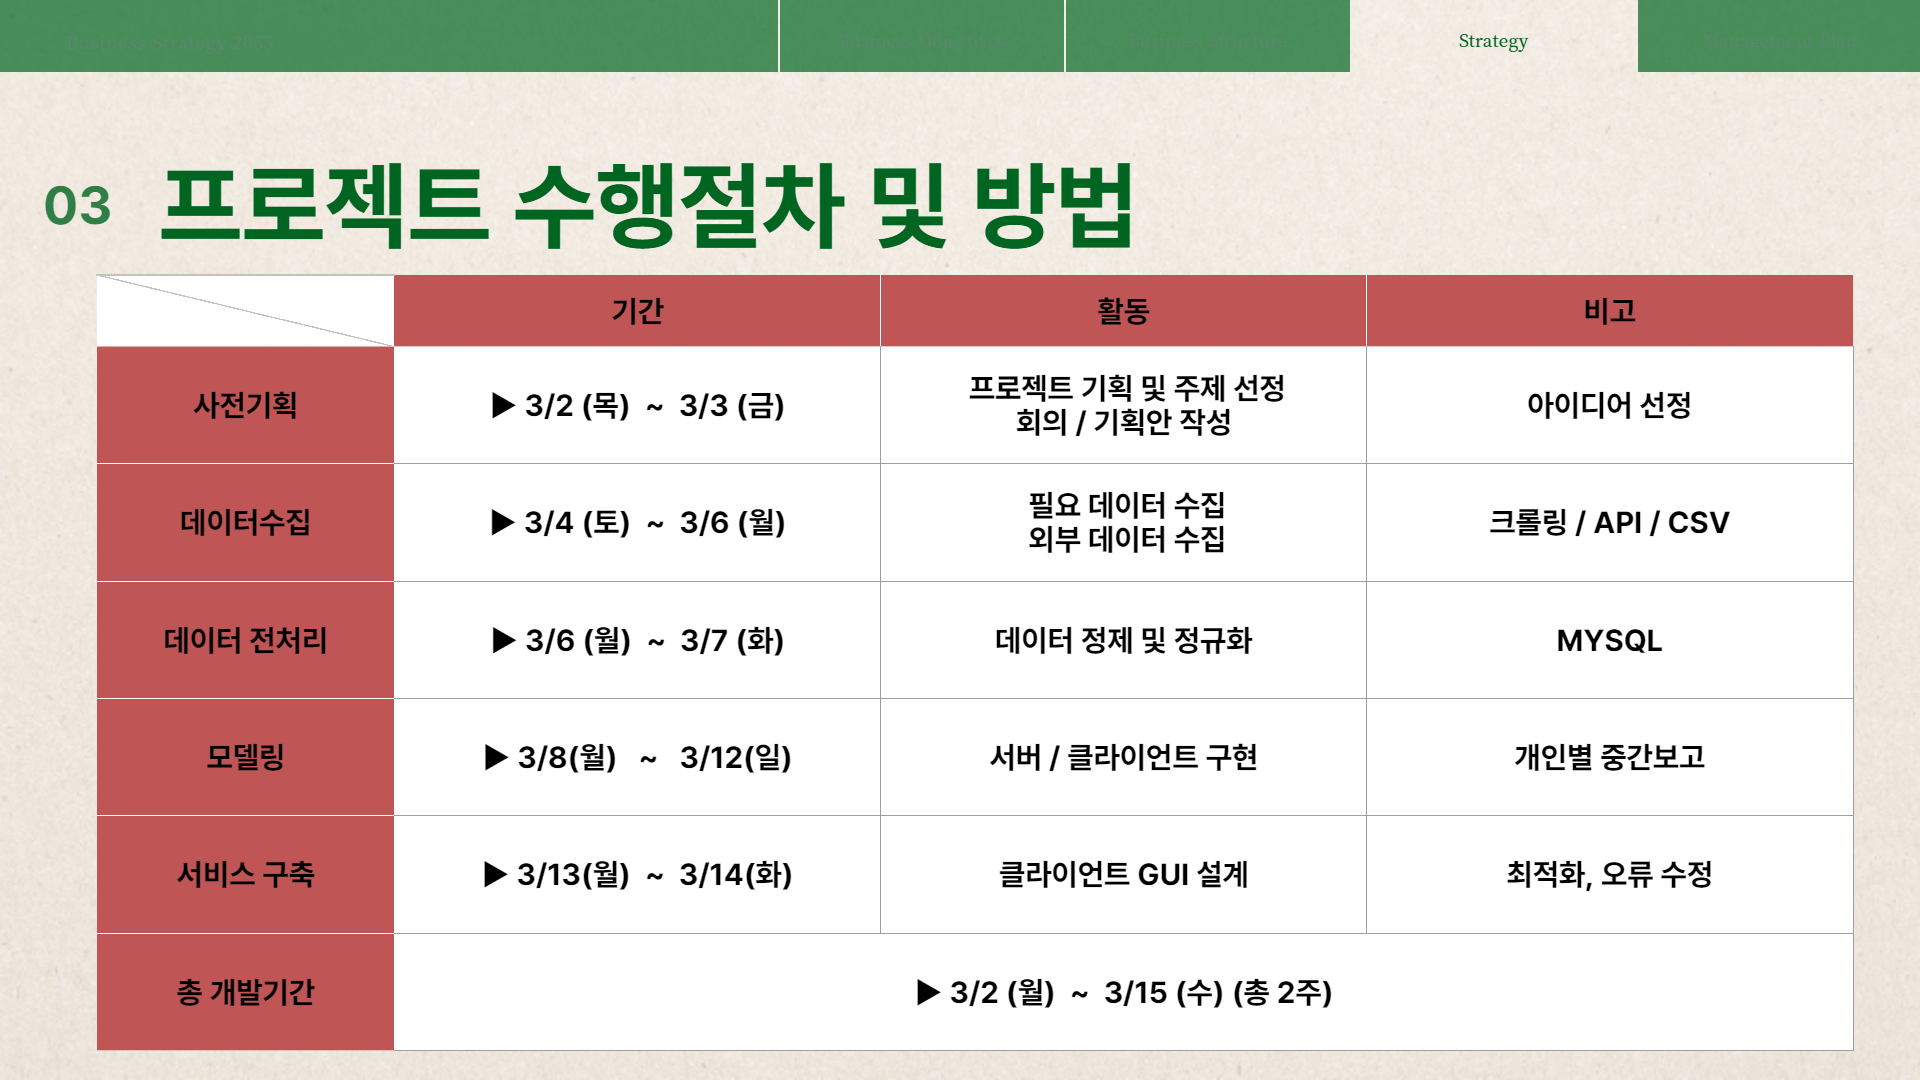 Business Strategy 2055
Strategy
Management Plan
03 프로젝트 수행절차 및 방법
기간 활동 비고
사전기획 ▶ 3/2 (목) ~ 3/3 (금) 프로젝트 기획 및 주제 선정
회의 / 기획안 작성 아이디어 선정
데이터수집 ▶ 3/4 (토) ~ 3/6 (월) 필요 데이터 수집
외부 데이터 수집 크롤링 / API / CSV
데이터 전처리 ▶ 3/6 (월) ~ 3/7 (화) 데이터 정제 및 정규화 MYSQL
모델링 ▶ 3/8(월) ~ 3/12(일) 서버 / 클라이언트 구현 개인별 중간보고
서비스 구축 ▶ 3/13(월) ~ 3/14(화) 클라이언트 GUI 설계 최적화, 오류 수정
총 개발기간 ▶ 3/2 (월) ~ 3/15 (수) (총 2주)